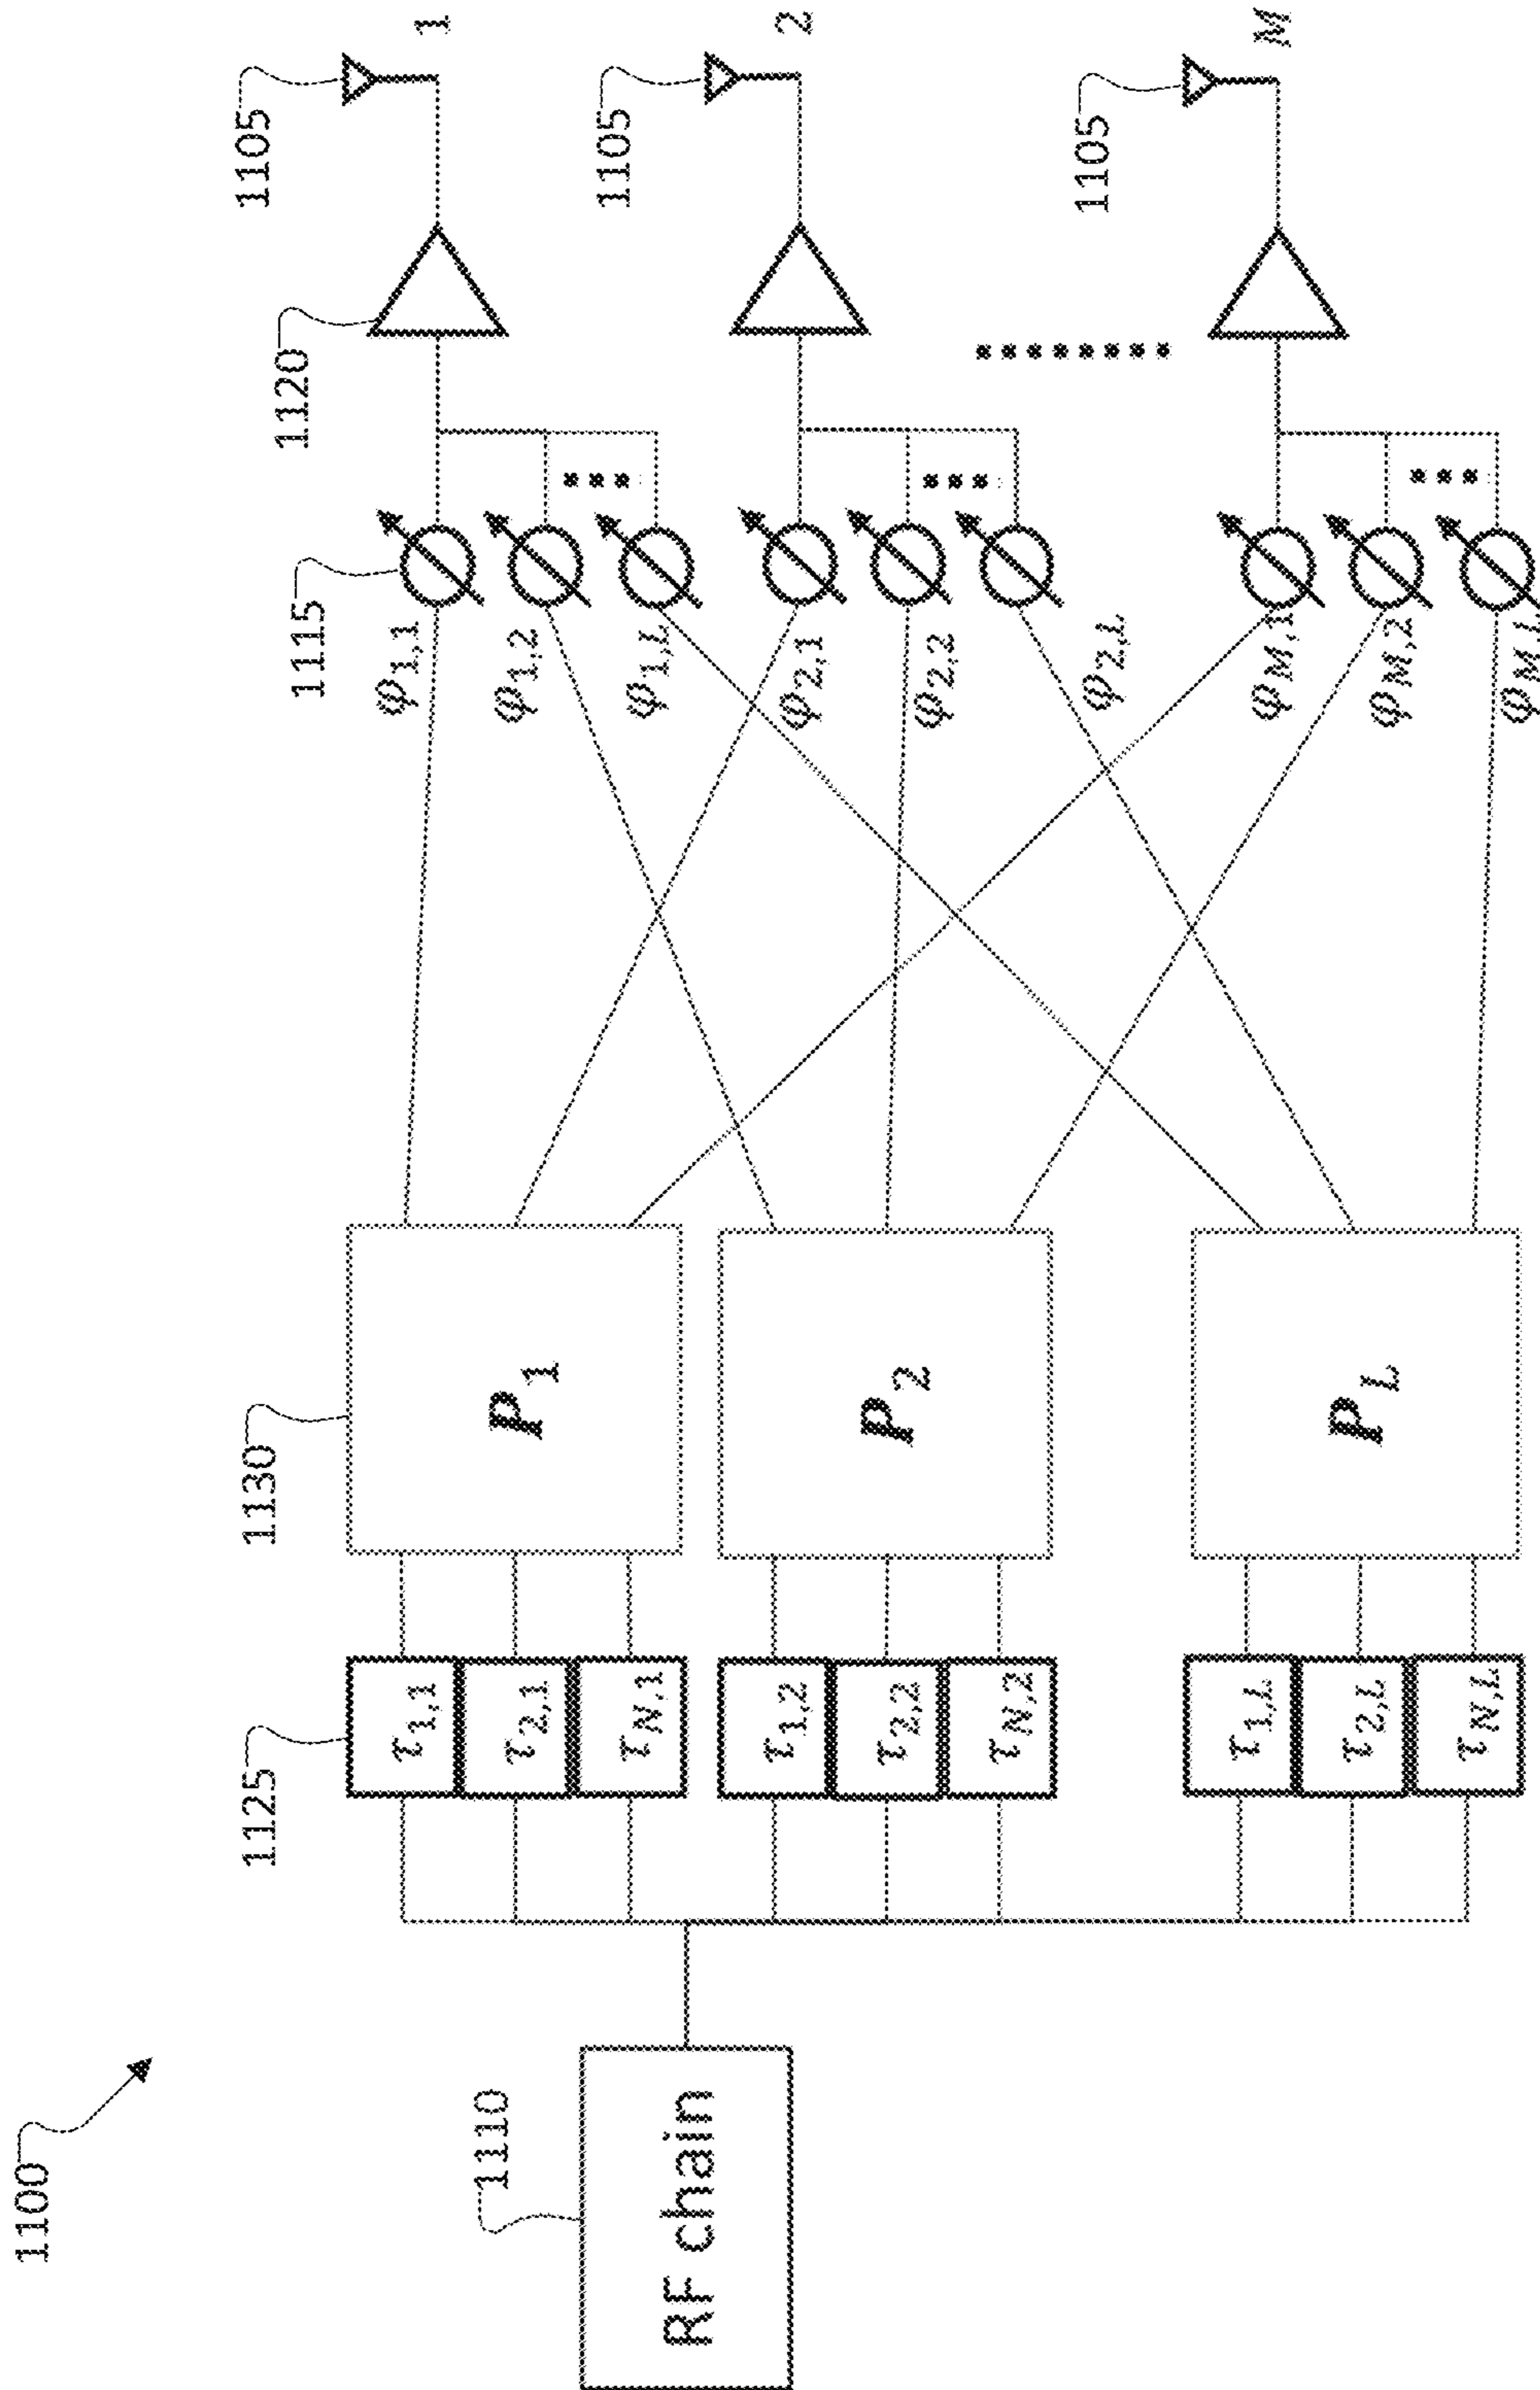 1100
1110
RF chain
1125
τ1,1
τ2,1
τN,1
τ1,2
τ2,2
τN,2
τ1,L
τ2,L
τN,L
1130
P1
P2
PL
1115
φ1,1
φ1,2
φ1,L
φ2,1
φ2,2
φ2,L
φM,1
φM,2
φM,L
1120
1105
1
1105
2
1105
M